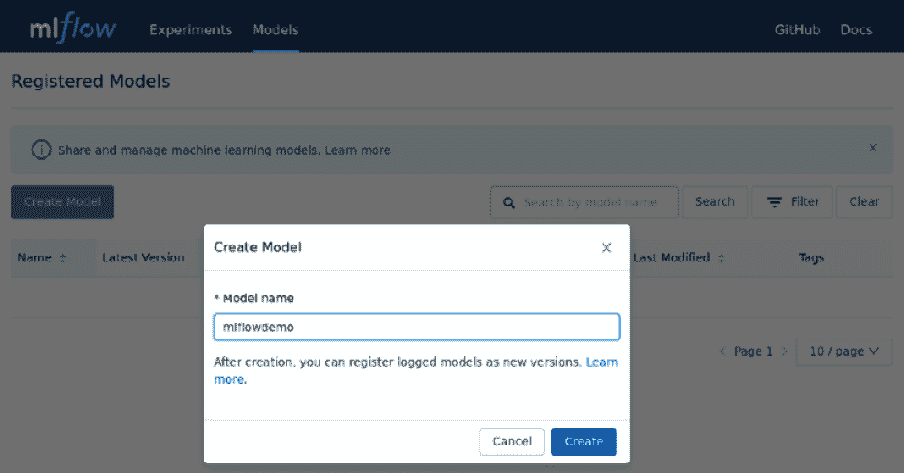 mlflow Experiments Models GitHub Docs
Registered Models
Share and manage machine learning models. Learn more
Create Model Search by model name Search Filter Clear
Name Latest Version Last Modified Tags
Create Model
* Model name
mlflowdemo
After creation, you can register logged models as new versions. Learn
more.
Page 1 10 / page
Cancel Create